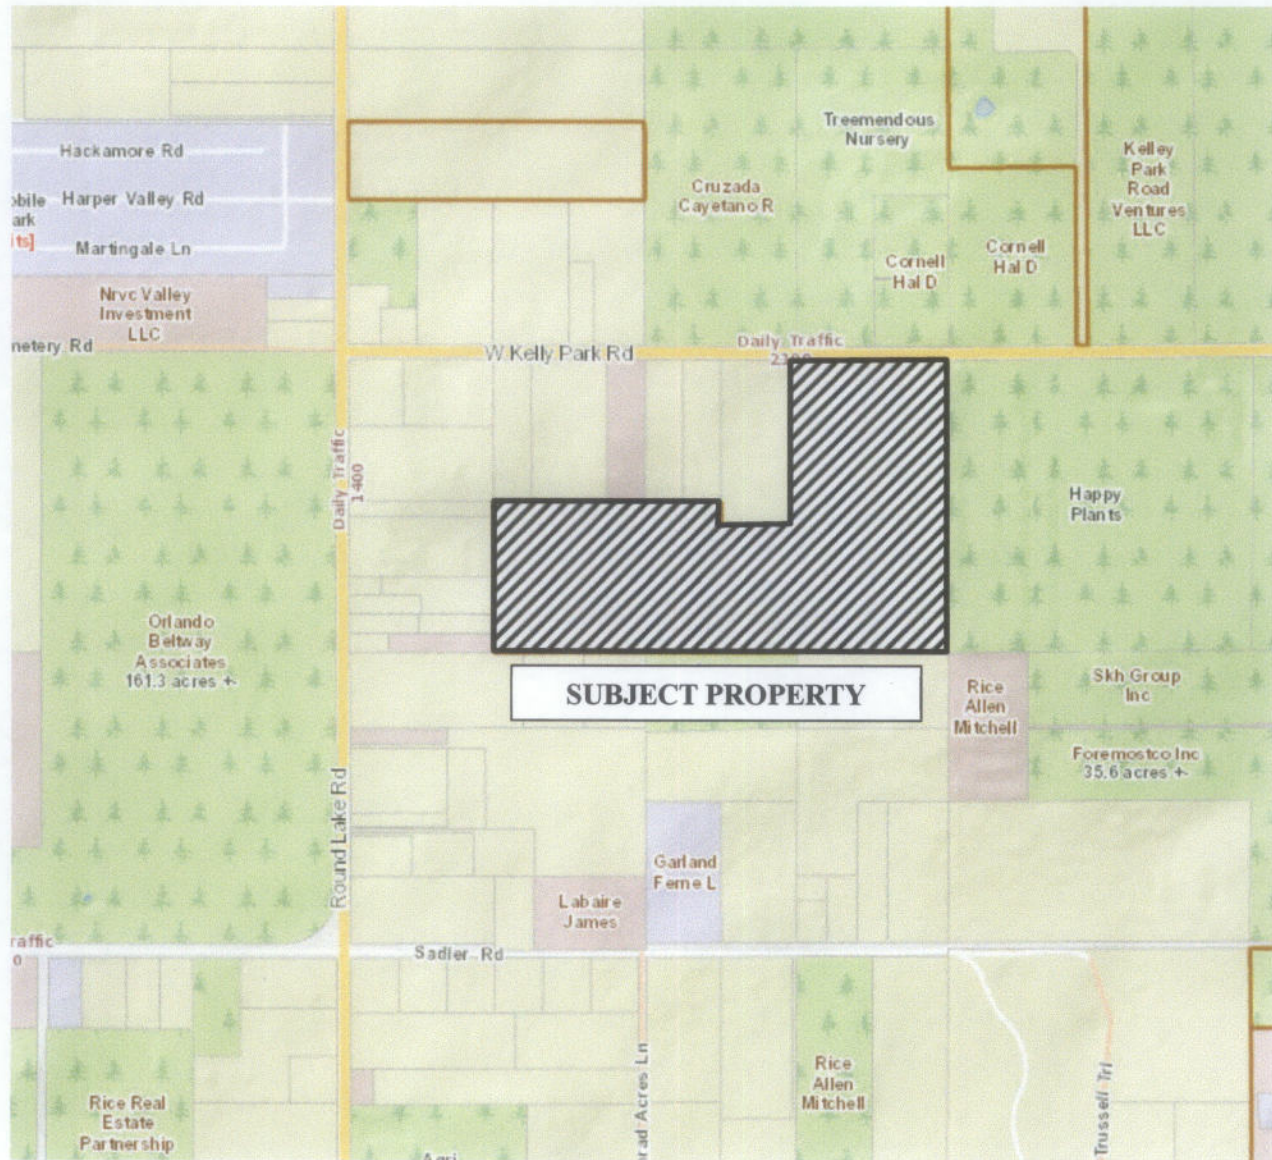 Hackamore Rd
Harper Valley Rd
Martingale Ln
Nrvc Valley
Investment
LLC
Treemendous
Nursery
Cruzada
Cayetano R
Cornell
Hal D
Cornell
Hal D
Kelley
Park
Road
Ventures
LLC
W Kelly Park Rd
Daily Traffic
Daily Traffic
1400
Happy
Plants
Orlando
Beltway
Associates
161.3 acres +-
SUBJECT PROPERTY
Rice
Allen
Mitchell
Skh Group
Inc
Foremostco Inc
35.6 acres +-
Round Lake Rd
Garland
Ferne L
Labaire
James
Sadler Rd
Rice
Allen
Mitchell
Trussell Trl
Rice Real
Estate
Partnership